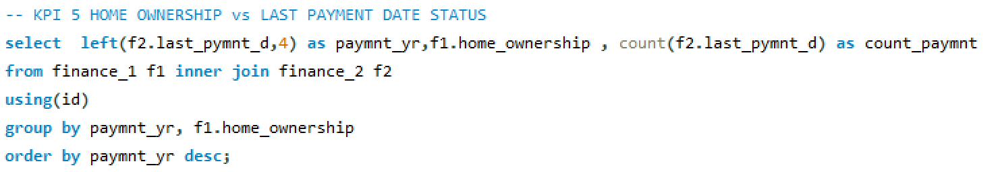 -- KPI 5 HOME OWNERSHIP vs LAST PAYMENT DATE STATUS
select  left(f2.last_pymnt_d,4) as paymnt_yr,f1.home_ownership , count(f2.last_pymnt_d) as count_paymnt
from finance_1 f1 inner join finance_2 f2
using(id)
group by paymnt_yr, f1.home_ownership
order by paymnt_yr desc;